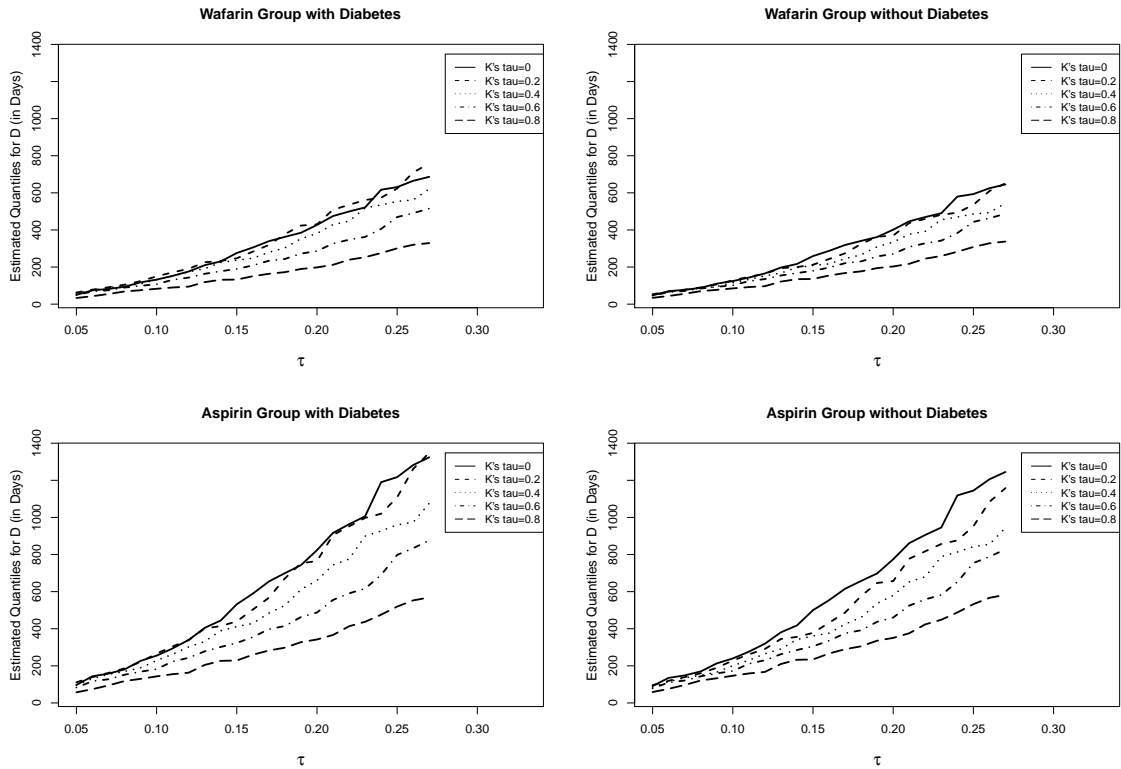 Wafarin Group with Diabetes
Estimated Quantiles for D (in Days)
0 200 400 600 800 1000 1400
K's tau=0
K's tau=0.2
K's tau=0.4
K's tau=0.6
K's tau=0.8
0.05 0.10 0.15 0.20 0.25 0.30
τ
Wafarin Group without Diabetes
Estimated Quantiles for D (in Days)
0 200 400 600 800 1000 1400
K's tau=0
K's tau=0.2
K's tau=0.4
K's tau=0.6
K's tau=0.8
0.05 0.10 0.15 0.20 0.25 0.30
τ
Aspirin Group with Diabetes
Estimated Quantiles for D (in Days)
0 200 400 600 800 1000 1400
K's tau=0
K's tau=0.2
K's tau=0.4
K's tau=0.6
K's tau=0.8
0.05 0.10 0.15 0.20 0.25 0.30
τ
Aspirin Group without Diabetes
Estimated Quantiles for D (in Days)
0 200 400 600 800 1000 1400
K's tau=0
K's tau=0.2
K's tau=0.4
K's tau=0.6
K's tau=0.8
0.05 0.10 0.15 0.20 0.25 0.30
τ